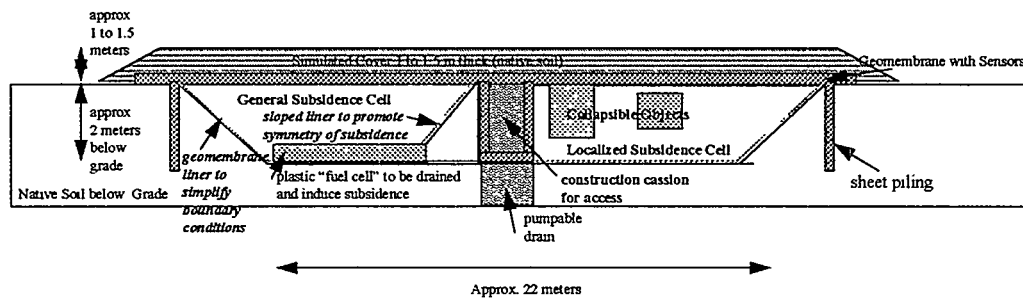 approx
1 to 1.5
meters
Simulated Cover 1 to 1.5 m thick (native soil)
Geomembrane with Sensors
approx
2 meters
below
grade
General Subsidence Cell
sloped liner to promote
symmetry of subsidence
Collapsible Objects
Localized Subsidence Cell
geomembrane
liner to
simplify
boundary
conditions
plastic "fuel cell" to be drained
and induce subsidence
construction cassion
for access
sheet piling
Native Soil below Grade
pumpable
drain
Approx. 22 meters